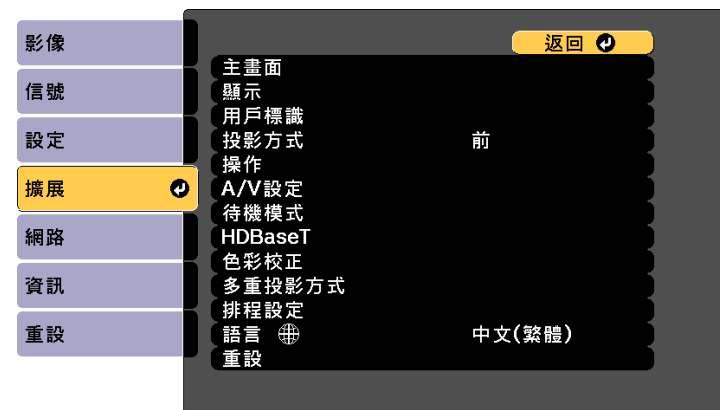 影像
信號
設定
擴展
網路
資訊
重設
返回
主畫面
顯示
用戶標識
投影方式 前
操作
A/V設定
待機模式
HDBaseT
色彩校正
多重投影方式
排程設定
語言 中文(繁體)
重設